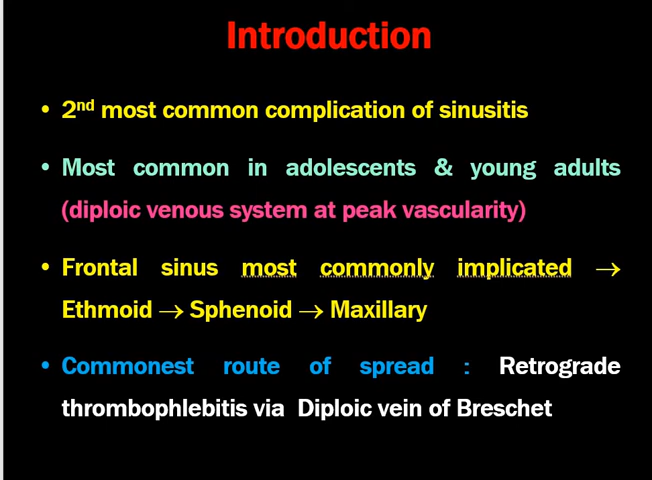 Introduction
• 2nd most common complication of sinusitis
• Most common in adolescents & young adults
(diploic venous system at peak vascularity)
• Frontal sinus most commonly implicated →
Ethmoid → Sphenoid → Maxillary
• Commonest route of spread : Retrograde
thrombophlebitis via Diploic vein of Breschet